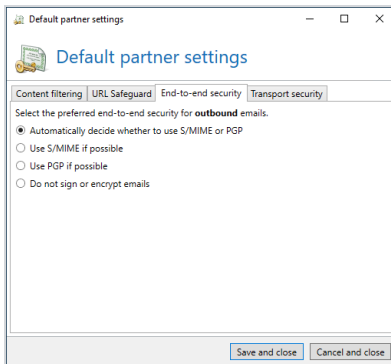 Default partner settings
Default partner settings
Content filtering URL Safeguard End-to-end security Transport security
Select the preferred end-to-end security for outbound emails.
Automatically decide whether to use S/MIME or PGP
Use S/MIME if possible
Use PGP if possible
Do not sign or encrypt emails
Save and close Cancel and close